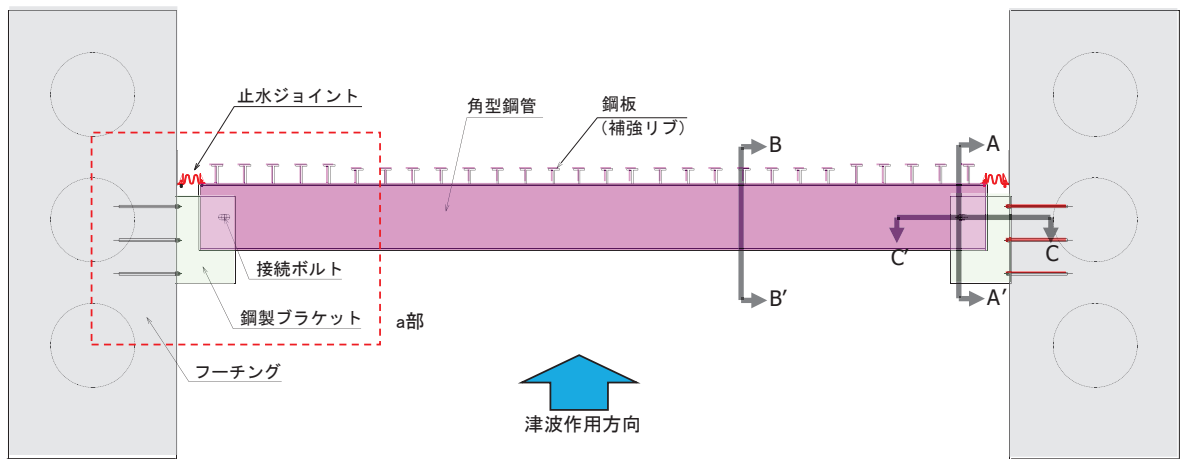 止水ジョイント
角型鋼管
鋼板
（補強リブ）
B
A
C′
C
接続ボルト
B′
A′
鋼製ブラケット
a部
フーチング
津波作用方向